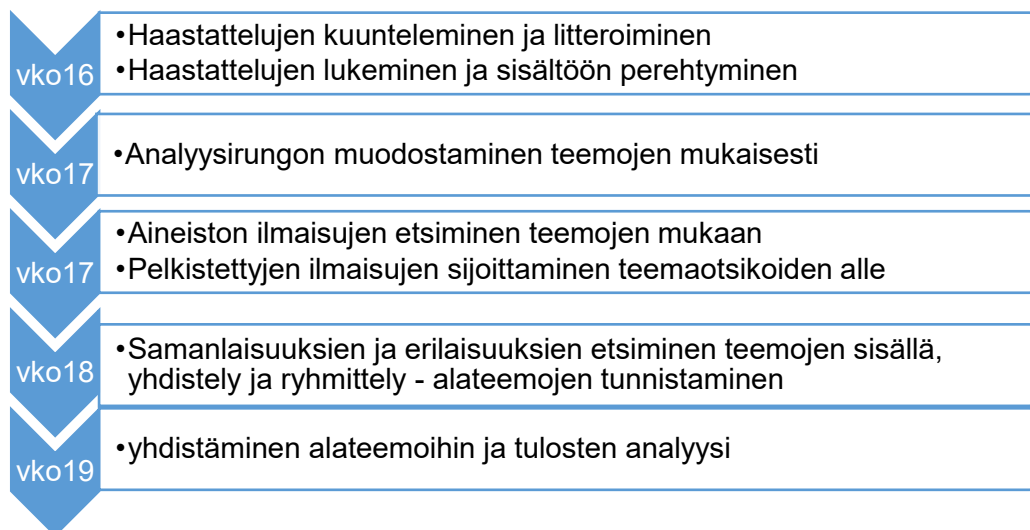 vko16
•Haastattelujen kuunteleminen ja litteroiminen
•Haastattelujen lukeminen ja sisältöön perehtyminen
vko17
•Analyysirungon muodostaminen teemojen mukaisesti
vko17
•Aineiston ilmaisujen etsiminen teemojen mukaan
•Pelkistettyjen ilmaisujen sijoittaminen teemaotsikoiden alle
vko18
•Samanlaisuuksien ja erilaisuuksien etsiminen teemojen sisällä,
yhdistely ja ryhmittely - alateemojen tunnistaminen
vko19
•yhdistäminen alateemoihin ja tulosten analyysi